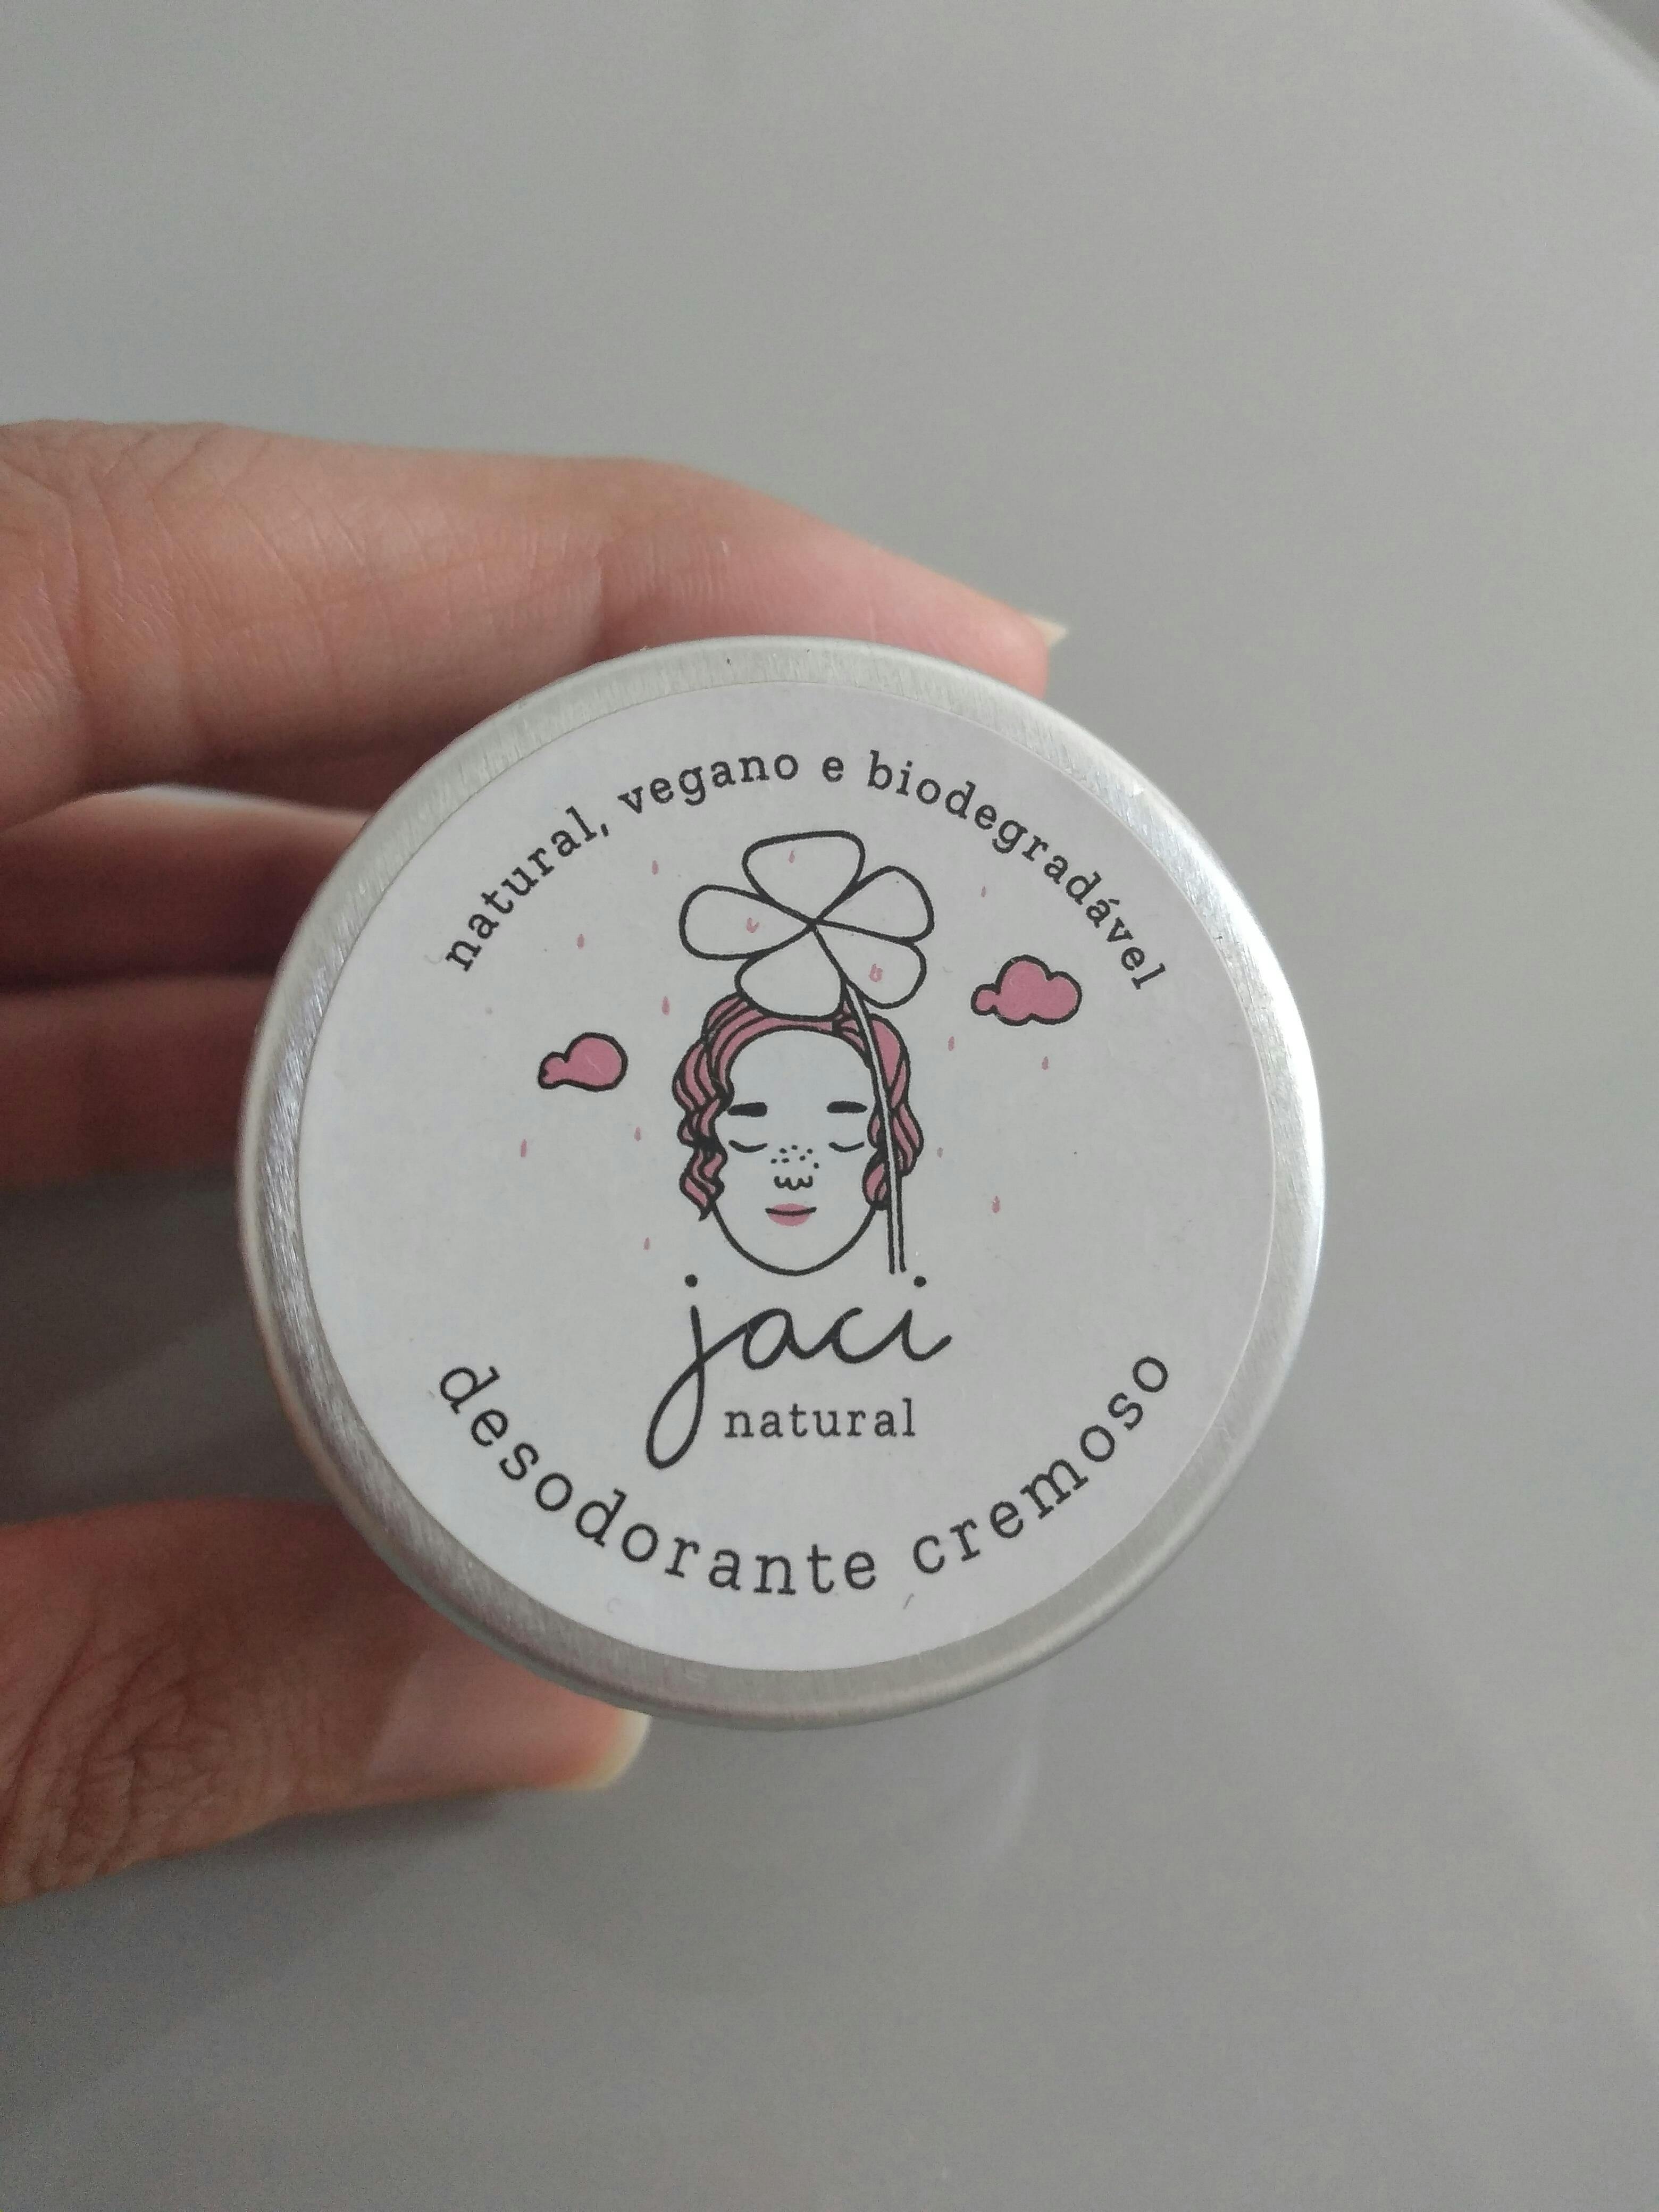 natural, vegano e biodegradável
jaci
natural
desodorante cremoso